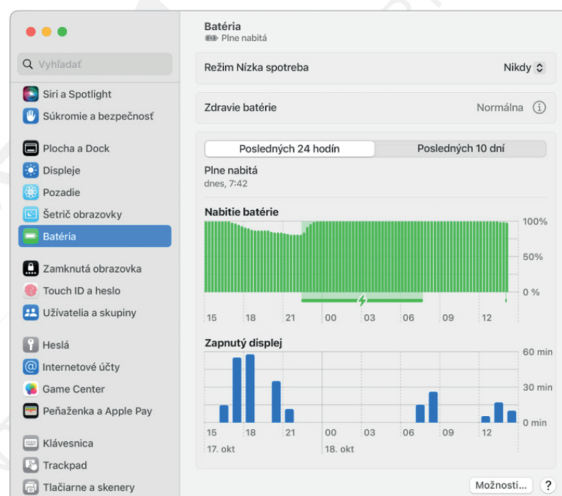 Batéria
Plne nabitá
Vyhľadať
Siri a Spotlight
Súkromie a bezpečnosť
Plocha a Dock
Displeje
Pozadie
Šetrič obrazovky
Batéria
Zamknutá obrazovka
Touch ID a heslo
Užívatelia a skupiny
Heslá
Internetové účty
Game Center
Peňaženka a Apple Pay
Klávesnica
Trackpad
Tlačiarne a skenery
Režim Nízka spotreba Nikdy
Zdravie batérie Normálna
Posledných 24 hodín Posledných 10 dní
Plne nabitá
dnes, 7:42
Nabitie batérie
100%
50%
0 %
15 18 21 00 03 06 09 12
Zapnutý displej
60 min
30 min
0 min
15 18 21 00 03 06 09 12
17. okt 18. okt
Možnosti... ?